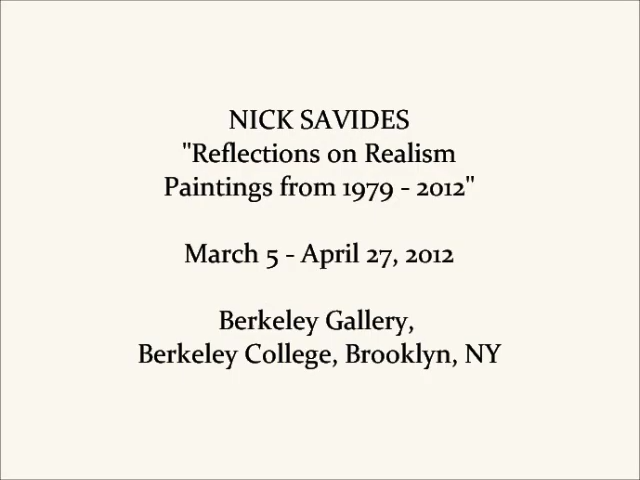 NICK SAVIDES
"Reflections on Realism
Paintings from 1979 - 2012"
March 5 - April 27, 2012
Berkeley Gallery,
Berkeley College, Brooklyn, NY